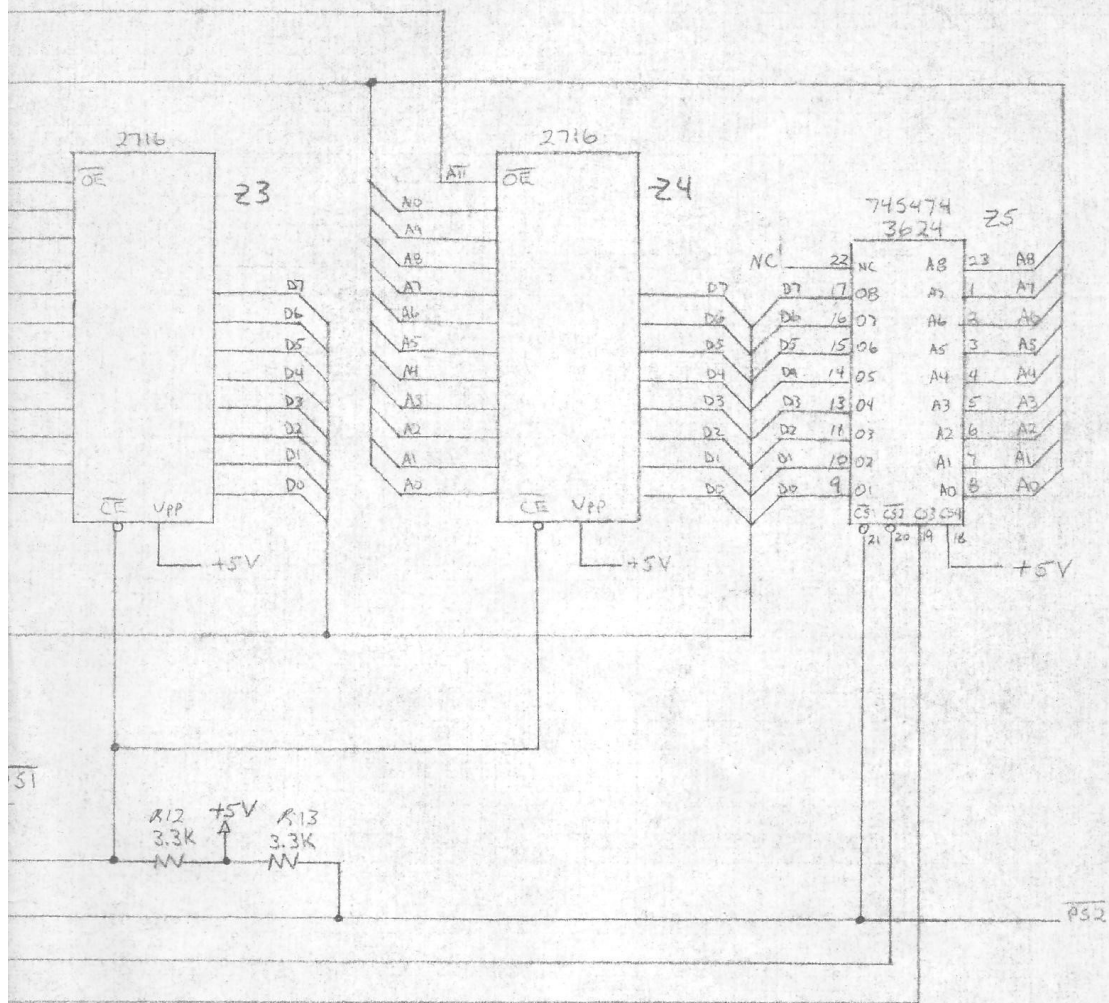 2716
OE
Z3
D7
D6
D5
D4
D3
D2
D1
D0
CE VPP
+5V
2716
A11
OE
Z4
A10
A9
A8
A7
A6
A5
A4
A3
A2
A1
A0
D7
D6
D5
D4
D3
D2
D1
D0
CE VPP
+5V
74S474
3624
Z5
NC 22 NC A8 23 A8
D7 17 O8 A7 1 A7
D6 16 O7 A6 2 A6
D5 15 O6 A5 3 A5
D4 14 O5 A4 4 A4
D3 13 O4 A3 5 A3
D2 11 O3 A2 6 A2
D1 10 O2 A1 7 A1
D0 9 O1 A0 8 A0
CS1 CS2 CS3 CS4
21 20 19 18
+5V
S1
R12 +5V R13
3.3K 3.3K
PS2